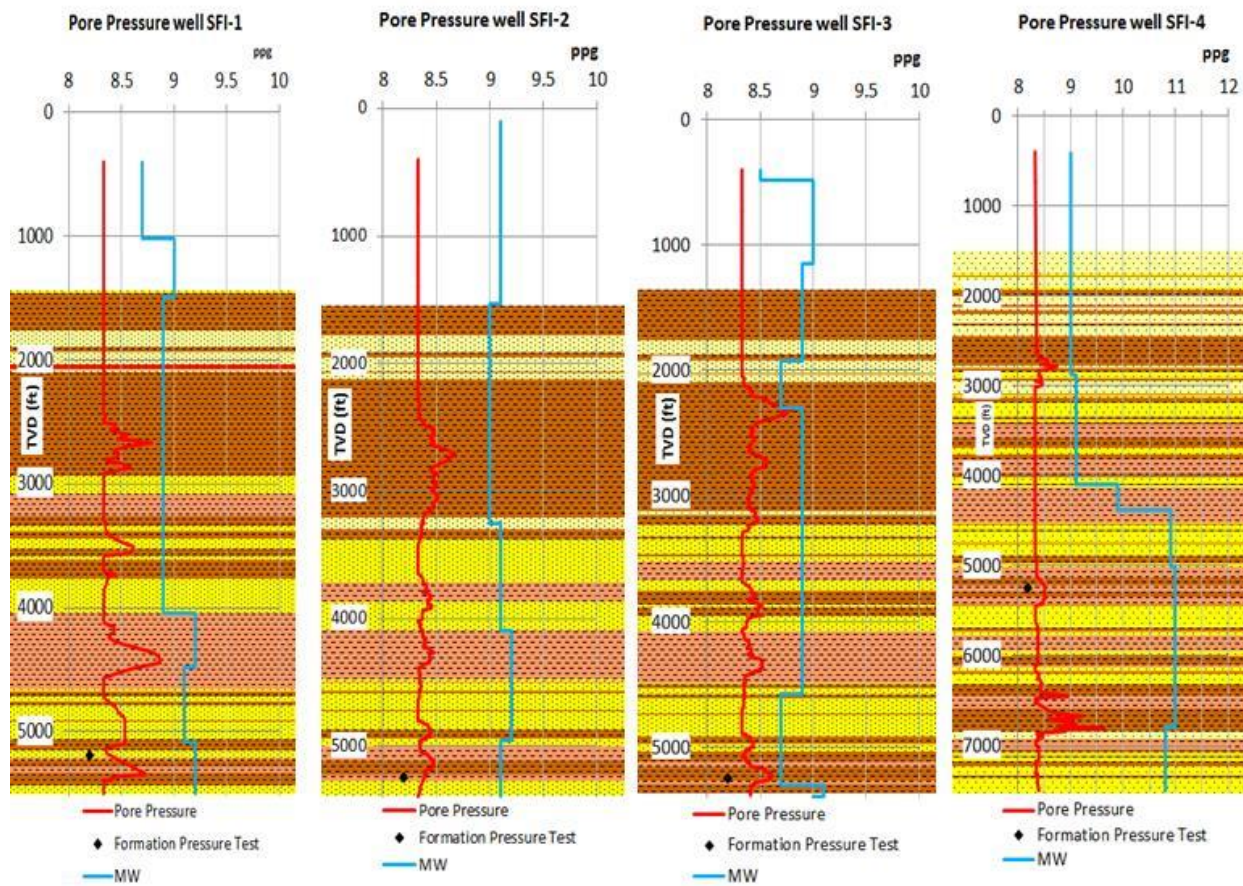 Pore Pressure well SFI-1
ppg
8 8.5 9 9.5 10
0
1000
2000
TVD (ft)
3000
4000
5000
Pore Pressure
Formation Pressure Test
MW
Pore Pressure well SFI-2
ppg
8 8.5 9 9.5 10
0
1000
2000
TVD (ft)
3000
4000
5000
Pore Pressure
Formation Pressure Test
MW
Pore Pressure well SFI-3
ppg
8 8.5 9 9.5 10
0
1000
2000
TVD (ft)
3000
4000
5000
Pore Pressure
Formation Pressure Test
MW
Pore Pressure well SFI-4
ppg
8 9 10 11 12
0
1000
2000
3000
TVD (ft)
4000
5000
6000
7000
Pore Pressure
Formation Pressure Test
MW